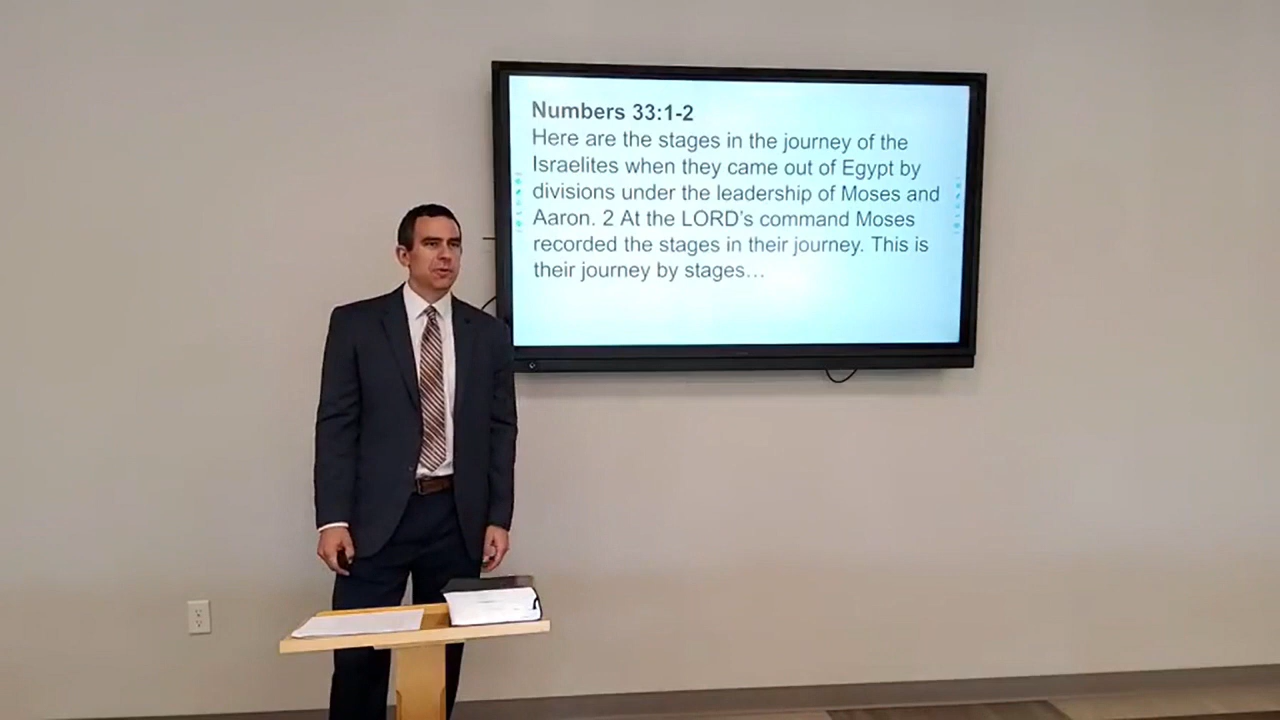 Numbers 33:1-2
Here are the stages in the journey of the
Israelites when they came out of Egypt by
divisions under the leadership of Moses and
Aaron. 2 At the LORD's command Moses
recorded the stages in their journey. This is
their journey by stages…